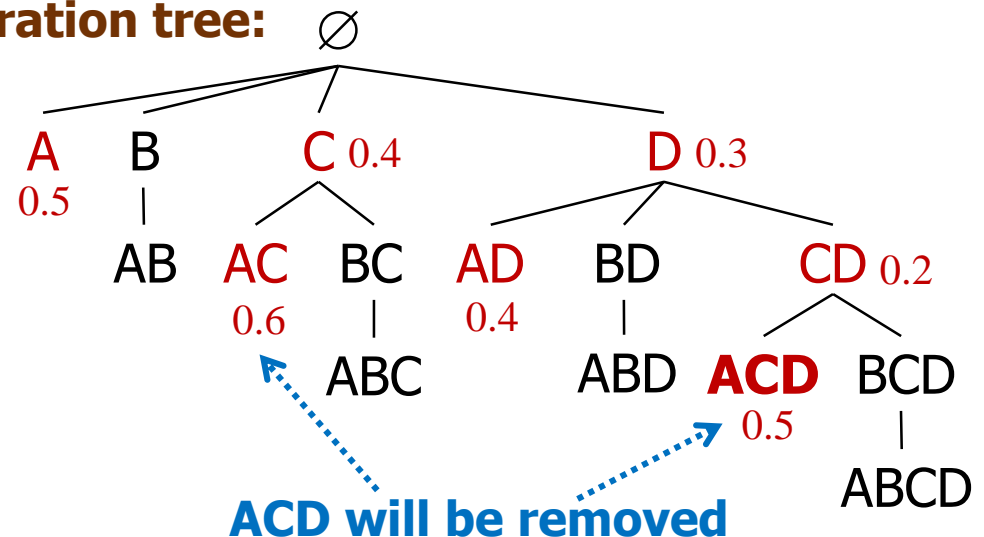 ration tree: ∅
A B C 0.4 D 0.3
0.5
AB AC BC AD BD CD 0.2
0.6 0.4
ABC ABD ACD BCD
0.5
ABCD
ACD will be removed